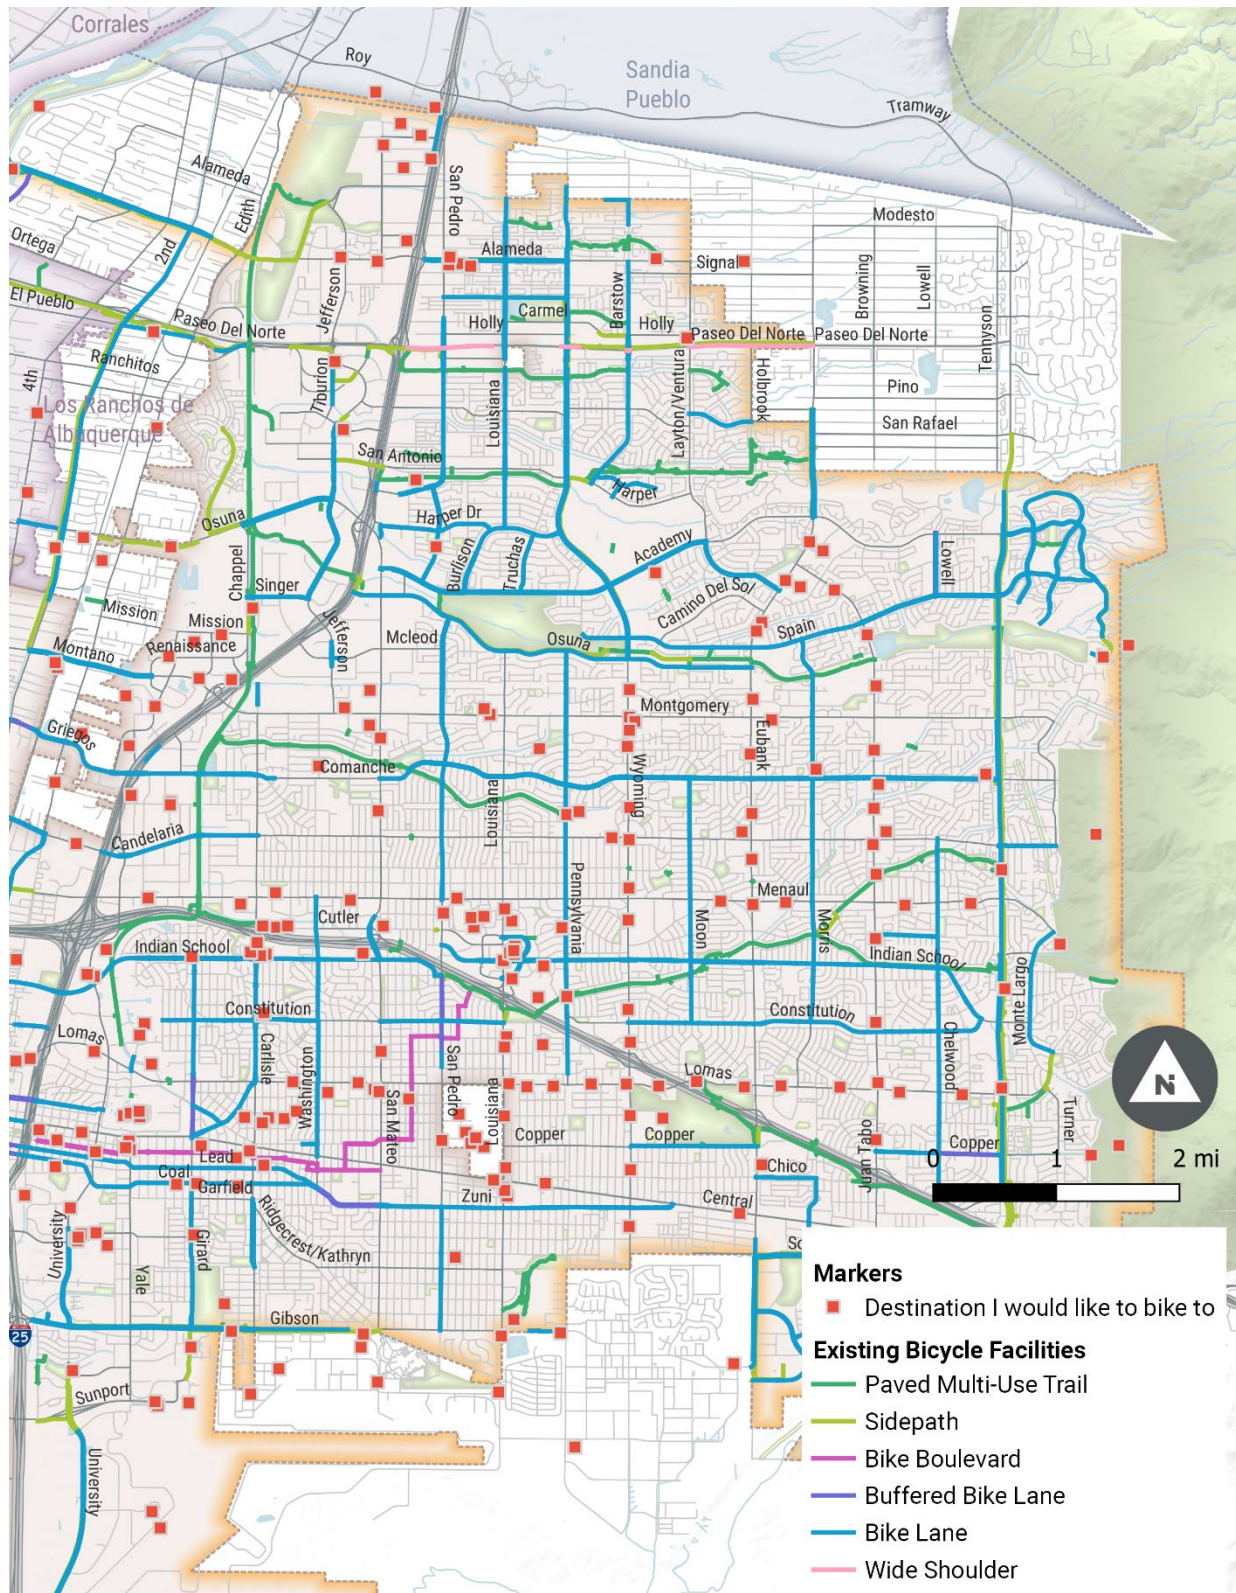 Corrales
Roy
Sandia
Pueblo
Tramway
Alameda
Edith
San Pedro
Modesto
Ortega
2nd
Alameda
Signal
Jefferson
Browning
Lowell
El Pueblo
Paseo Del Norte
Carmel
Barstow
Holly
Holly
Paseo Del Norte
Paseo Del Norte
Tennyson
Ranchitos
4th
Tiburion
Louisiana
Layton/Ventura
Holbrook
Pino
Los Ranchos de
Albuquerque
San Rafael
San Antonio
Harper
Osuna
Harper Dr
Academy
Lowell
Chappel
Burlison
Truchas
Singer
Camino Del Sol
Mission
Mission
Jefferson
Mcleod
Osuna
Spain
Renaissance
Montano
Montgomery
Eubank
Griegos
Comanche
Wyoming
Louisiana
Candelaria
Pennsylvania
Menaul
Cutler
Moon
Morris
Indian School
Indian School
Monte Largo
Constitution
Constitution
Lomas
Carlisle
Washington
San Pedro
Lomas
Chelwood
San Mateo
Louisiana
Turner
Copper
Copper
Juan Tabo
Copper
Lead
Coal
Garfield
Chico
Zuni
Central
0
1
2 mi
N
University
Girard
Ridgecrest/Kathryn
Yale
So
Gibson
25
Sunport
University
Markers
Destination I would like to bike to
Existing Bicycle Facilities
Paved Multi-Use Trail
Sidepath
Bike Boulevard
Buffered Bike Lane
Bike Lane
Wide Shoulder